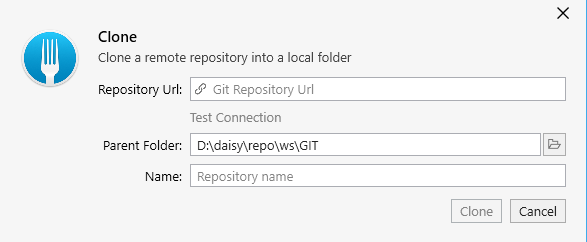 Clone
Clone a remote repository into a local folder
Repository Url: Git Repository Url
Test Connection
Parent Folder: D:\daisy\repo\ws\GIT
Name: Repository name
Clone Cancel